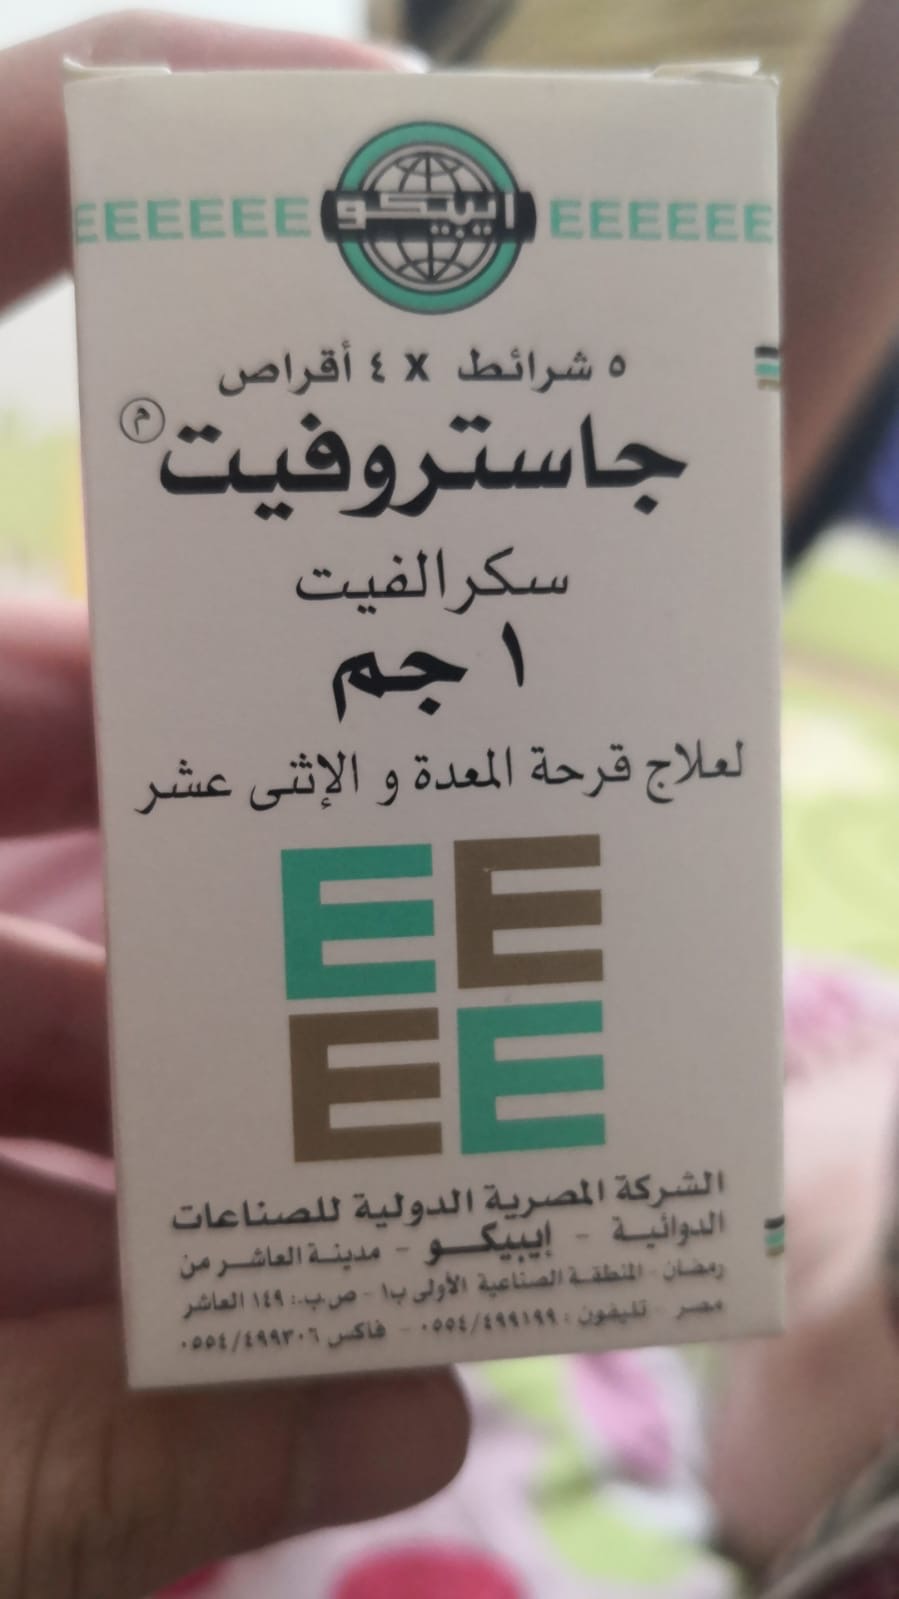 EEEEEE ايبيكو EEEEEE
٥ شرائط x ٤ أقراص
جاستروفيت م
سكرالفيت
١ جم
لعلاج قرحة المعدة و الإثنى عشر
E E
E E
الشركة المصرية الدولية للصناعات
الدوائية - إيبيكو - مدينة العاشر من
رمضان - المنطقة الصناعية الأولى ب١ - ص.ب: ١٤٩ العاشر
مصر - تليفون: ٠٥٥٤/٤٩٩١٩٩ - فاكس ٠٥٥٤/٤٩٩٣٠٦